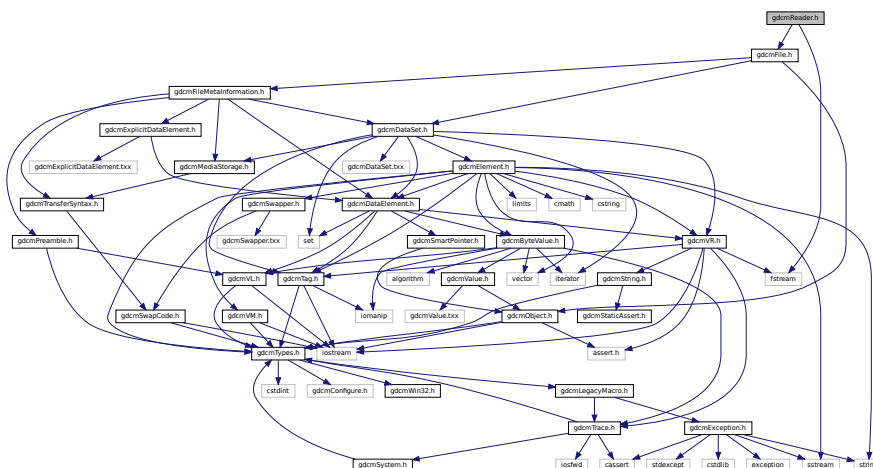 gdcmReader.h
gdcmFile.h
gdcmFileMetaInformation.h
gdcmExplicitDataElement.h
gdcmDataSet.h
gdcmExplicitDataElement.txx
gdcmMediaStorage.h
gdcmDataSet.txx
gdcmElement.h
gdcmTransferSyntax.h
gdcmSwapper.h
gdcmDataElement.h
limits
cmath
cstring
gdcmPreamble.h
gdcmSwapper.txx
set
gdcmSmartPointer.h
gdcmByteValue.h
gdcmVR.h
gdcmVL.h
gdcmTag.h
algorithm
gdcmValue.h
vector
iterator
gdcmString.h
fstream
gdcmSwapCode.h
gdcmVM.h
iomanip
gdcmValue.txx
gdcmObject.h
gdcmStaticAssert.h
gdcmTypes.h
iostream
assert.h
cstdint
gdcmConfigure.h
gdcmWin32.h
gdcmLegacyMacro.h
gdcmTrace.h
gdcmException.h
gdcmSystem.h
iosfwd
cassert
stdexcept
cstdlib
exception
sstream